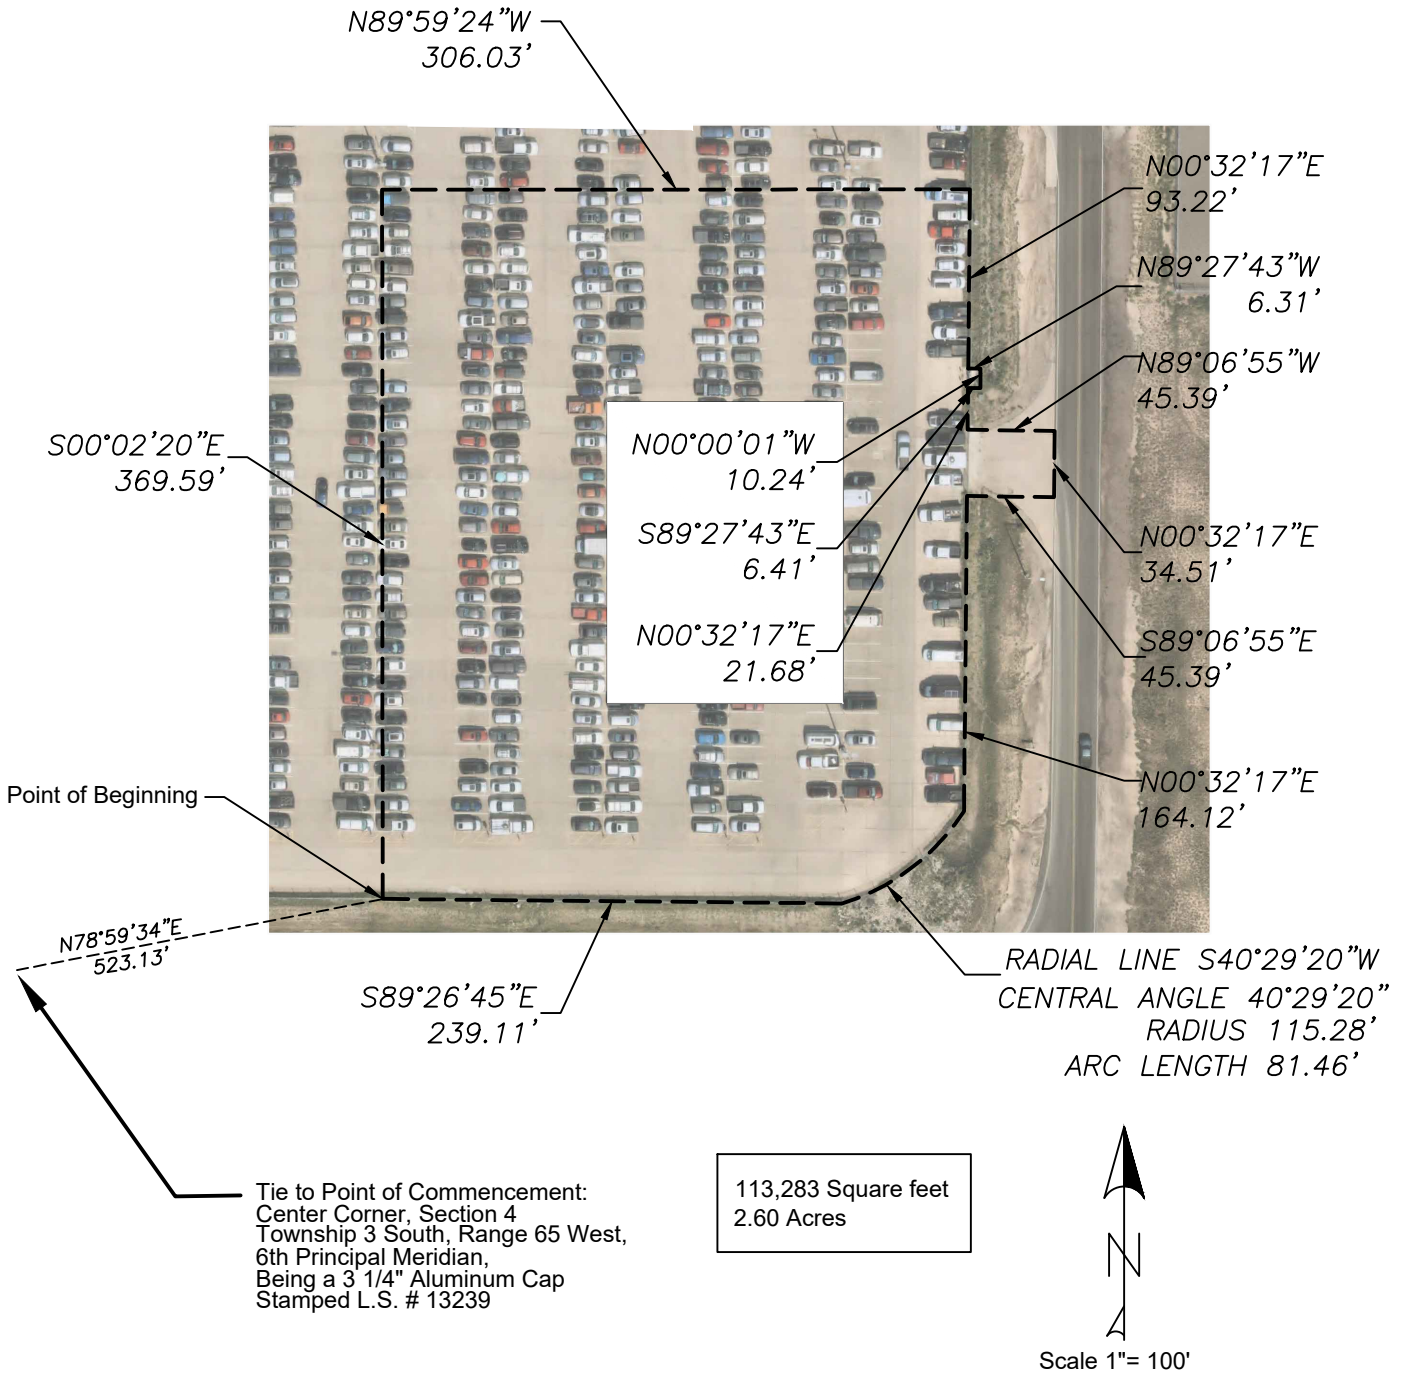 N89°59'24"W
306.03'
N00°32'17"E
93.22'
N89°27'43"W
6.31'
N89°06'55"W
45.39'
S00°02'20"E
369.59'
N00°00'01"W
10.24'
S89°27'43"E
6.41'
N00°32'17"E
21.68'
N00°32'17"E
34.51'
S89°06'55"E
45.39'
N00°32'17"E
164.12'
Point of Beginning
N78°59'34"E
523.13'
S89°26'45"E
239.11'
RADIAL LINE S40°29'20"W
CENTRAL ANGLE 40°29'20"
RADIUS 115.28'
ARC LENGTH 81.46'
Tie to Point of Commencement:
Center Corner, Section 4
Township 3 South, Range 65 West,
6th Principal Meridian,
Being a 3 1/4" Aluminum Cap
Stamped L.S. # 13239
113,283 Square feet
2.60 Acres
N
Scale 1"= 100'